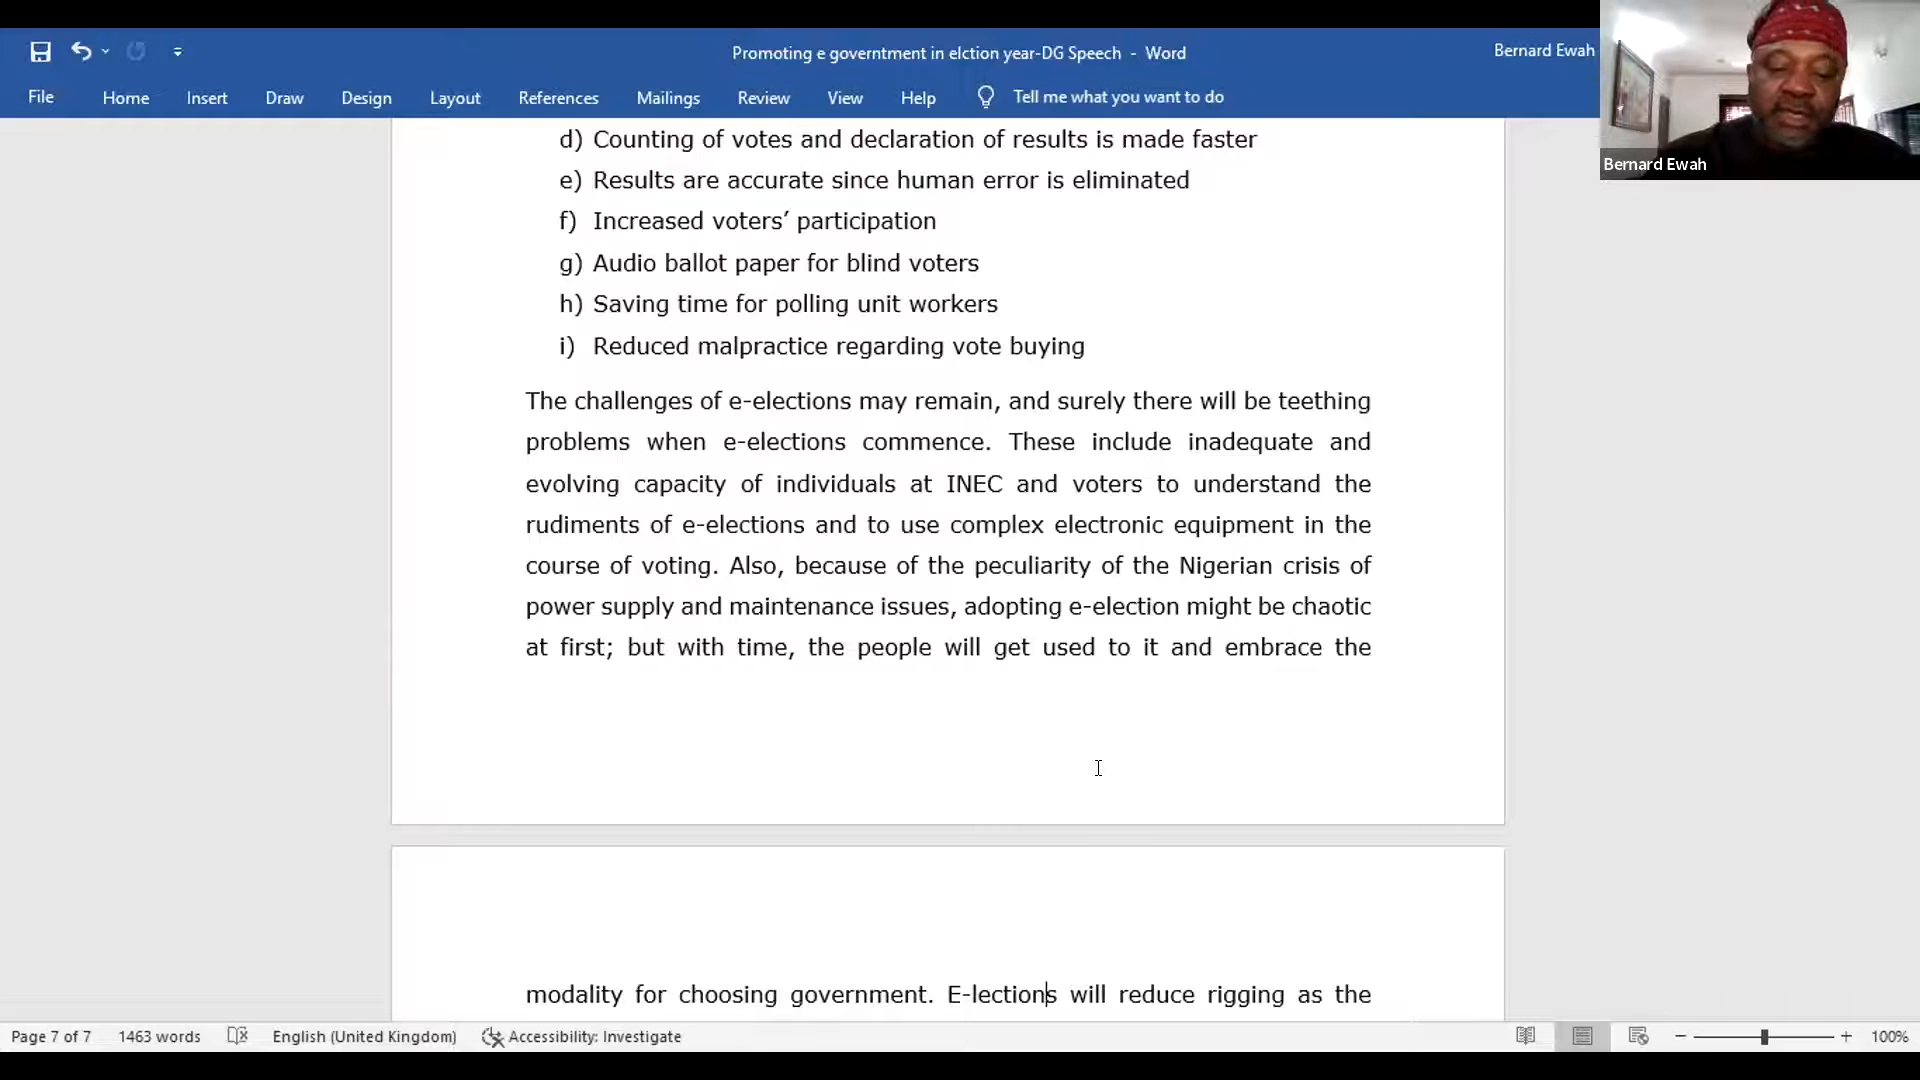 Promoting e governtment in elction year-DG Speech - Word
Bernard Ewah
File Home Insert Draw Design Layout References Mailings Review View Help Tell me what you want to do
Bernard Ewah
d) Counting of votes and declaration of results is made faster
e) Results are accurate since human error is eliminated
f) Increased voters’ participation
g) Audio ballot paper for blind voters
h) Saving time for polling unit workers
i) Reduced malpractice regarding vote buying
The challenges of e-elections may remain, and surely there will be teething
problems when e-elections commence. These include inadequate and
evolving capacity of individuals at INEC and voters to understand the
rudiments of e-elections and to use complex electronic equipment in the
course of voting. Also, because of the peculiarity of the Nigerian crisis of
power supply and maintenance issues, adopting e-election might be chaotic
at first; but with time, the people will get used to it and embrace the
modality for choosing government. E-lections will reduce rigging as the
Page 7 of 7 1463 words English (United Kingdom) Accessibility: Investigate 100%